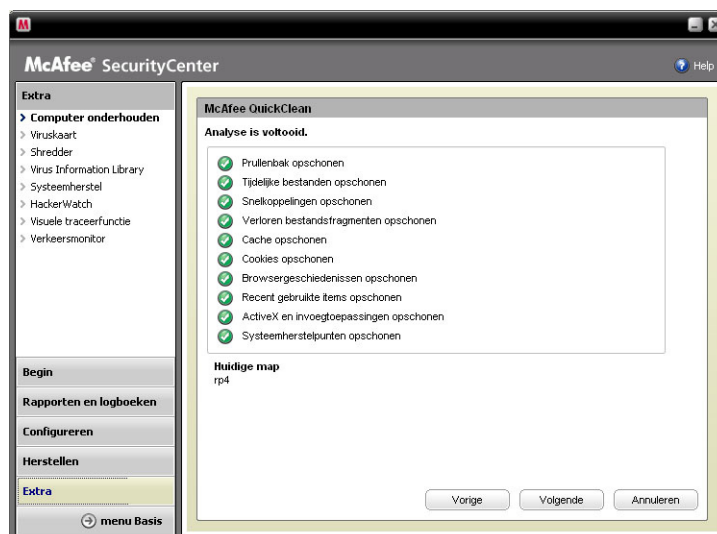 McAfee® SecurityCenter
Help
Extra
Computer onderhouden
Viruskaart
Shredder
Virus Information Library
Systeemherstel
HackerWatch
Visuele traceerfunctie
Verkeersmonitor
Begin
Rapporten en logboeken
Configureren
Herstellen
Extra
menu Basis
McAfee QuickClean
Analyse is voltooid.
Prullenbak opschonen
Tijdelijke bestanden opschonen
Snelkoppelingen opschonen
Verloren bestandsfragmenten opschonen
Cache opschonen
Cookies opschonen
Browsergeschiedenissen opschonen
Recent gebruikte items opschonen
ActiveX en invoegtoepassingen opschonen
Systeemherstelpunten opschonen
Huidige map
rp4
Vorige
Volgende
Annuleren